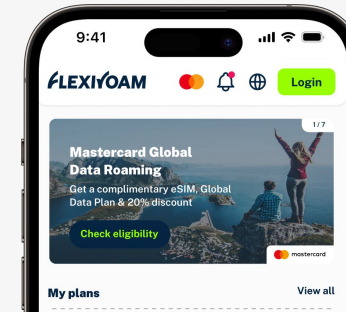 9:41
FLEXIROAM
Login
1/7
Mastercard Global
Data Roaming
Get a complimentary eSIM, Global
Data Plan & 20% discount
Check eligibility
mastercard
My plans
View all